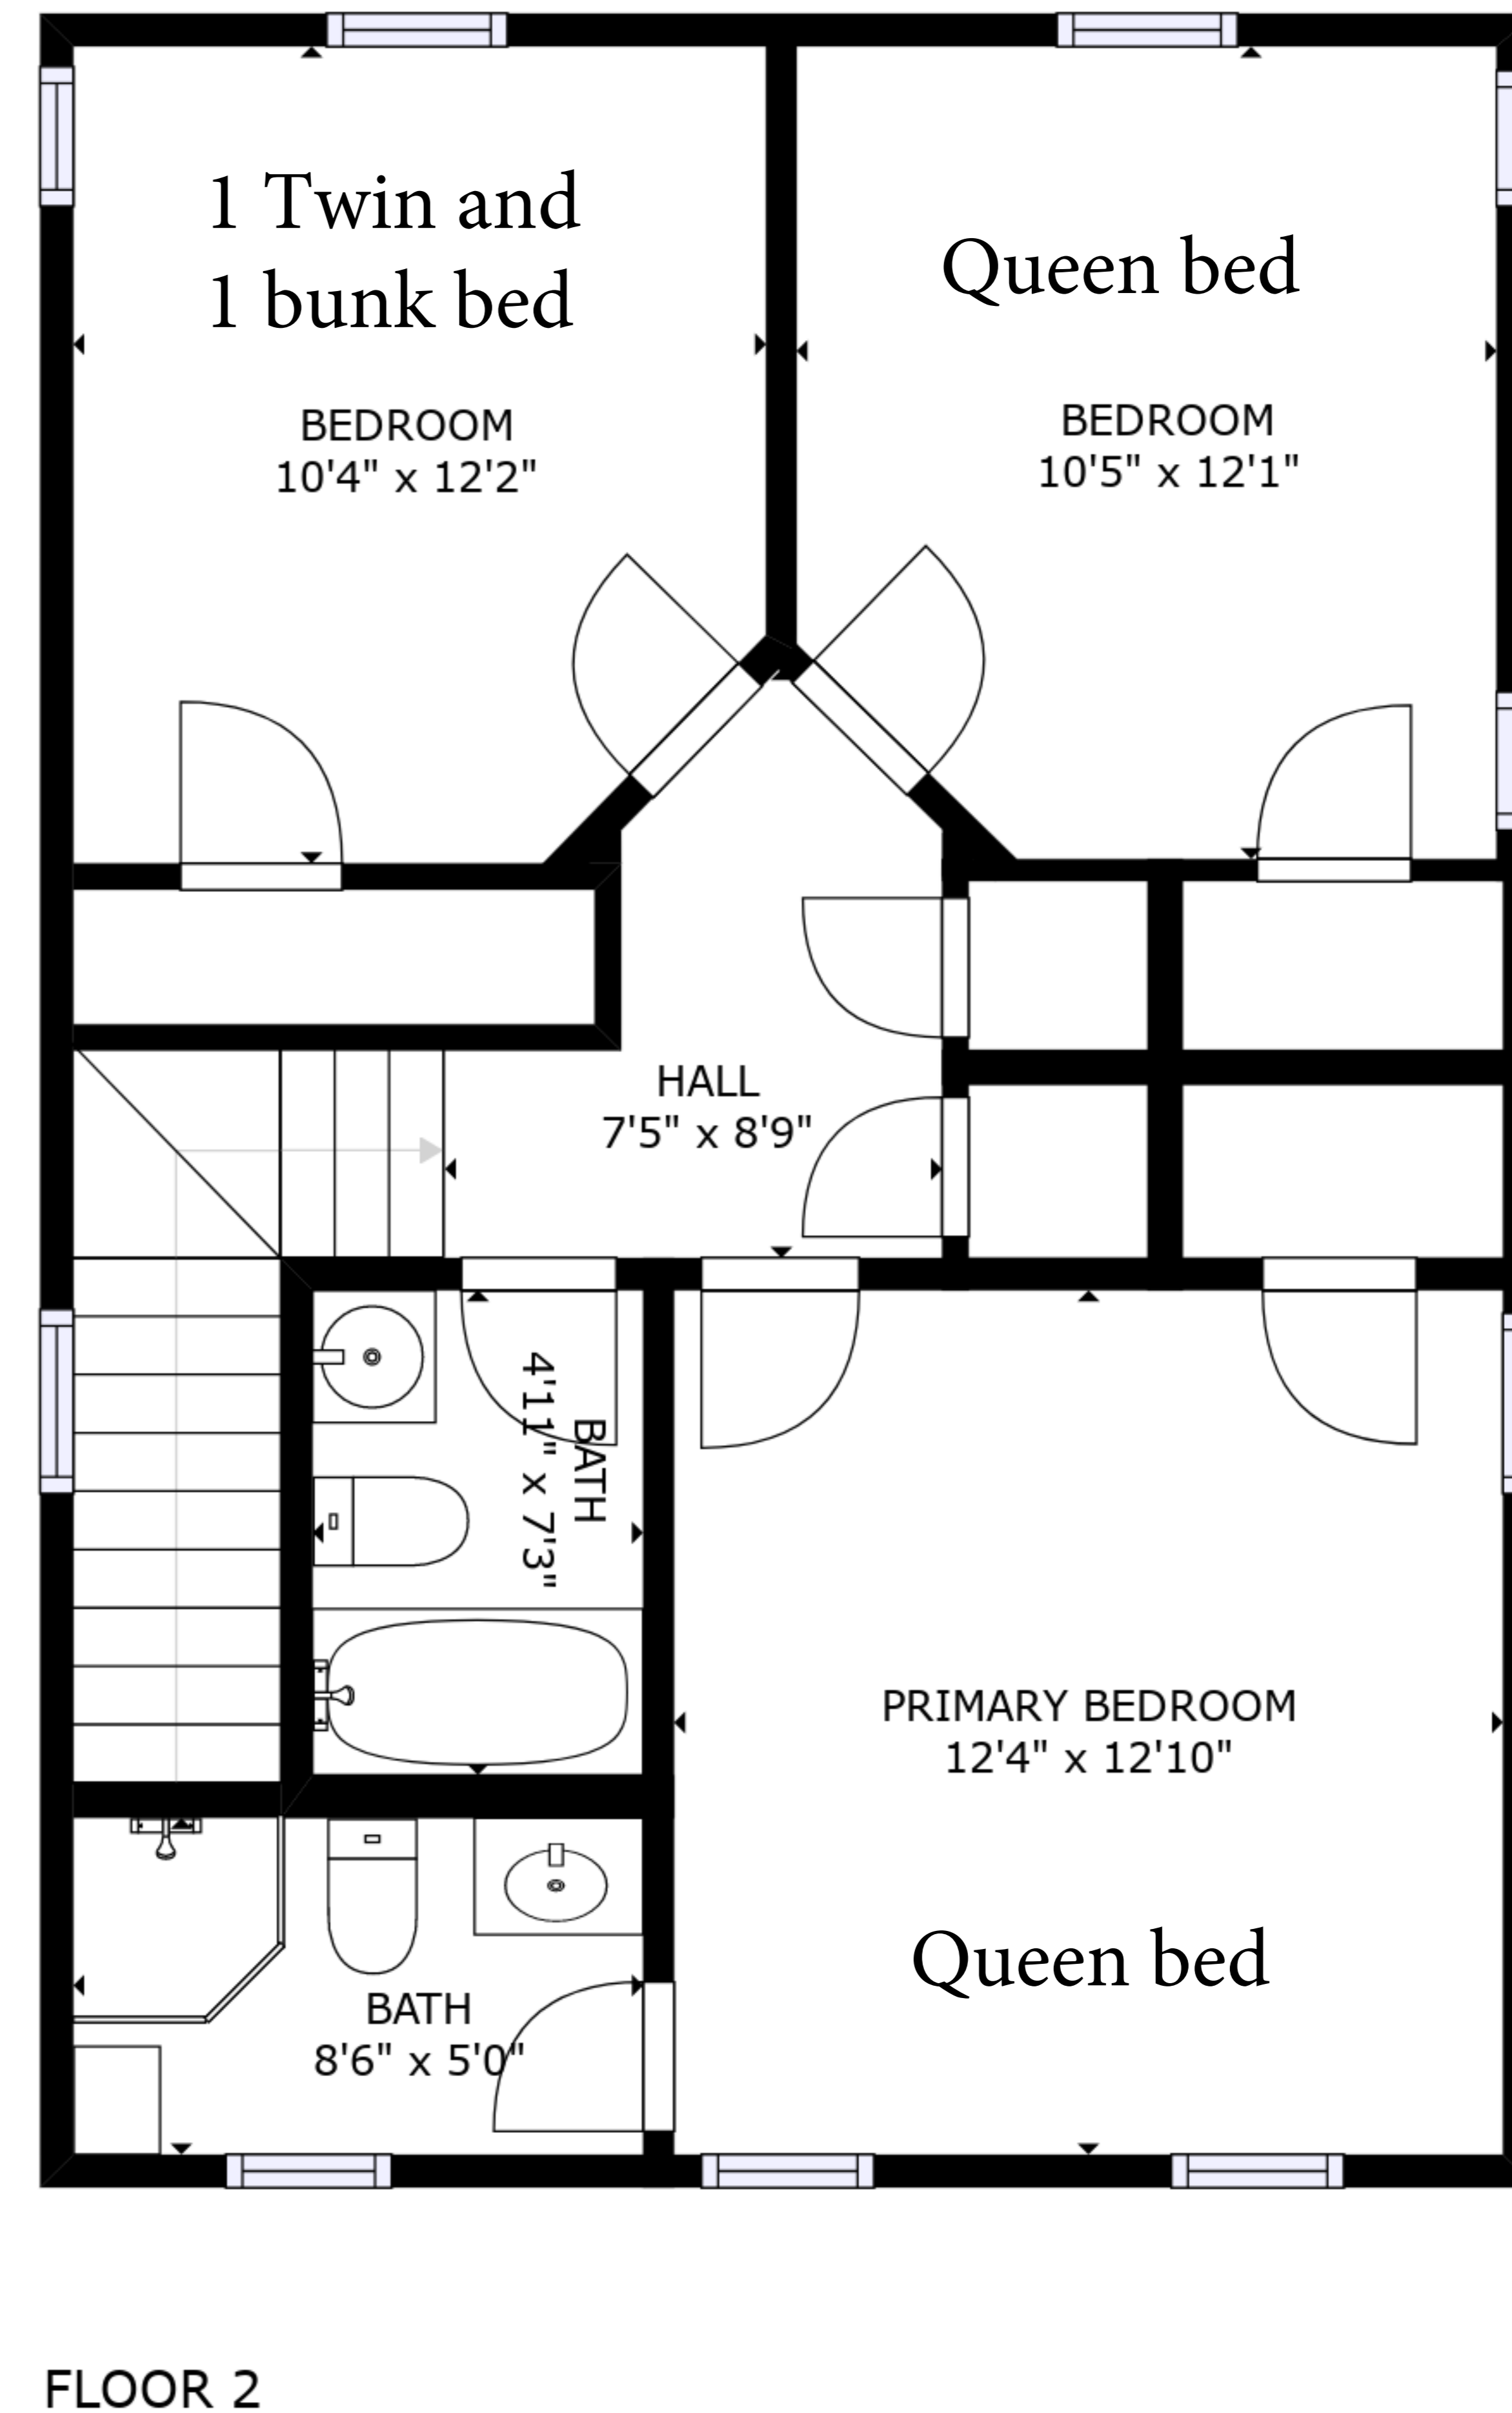 1 Twin and
1 bunk bed
BEDROOM
10'4" x 12'2"
Queen bed
BEDROOM
10'5" x 12'1"
HALL
7'5" x 8'9"
BATH
4'11" x 7'3"
PRIMARY BEDROOM
12'4" x 12'10"
Queen bed
BATH
8'6" x 5'0"
FLOOR 2